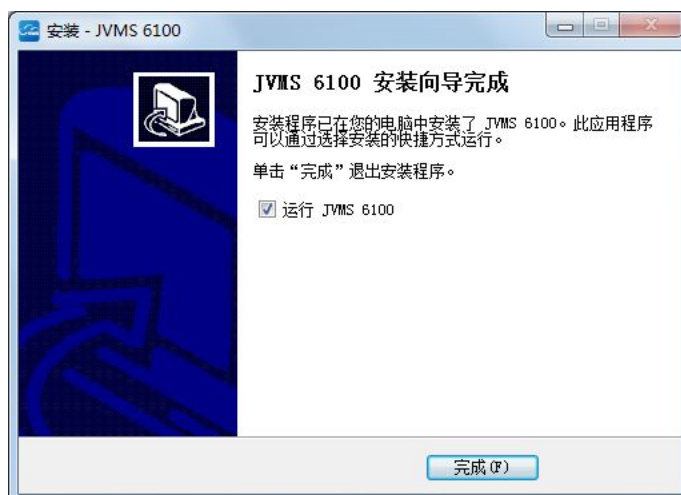 安装 - JVMS 6100
JVMS 6100 安装向导完成
安装程序已在您的电脑中安装了 JVMS 6100。此应用程序
可以通过选择安装的快捷方式运行。
单击“完成”退出安装程序。
运行 JVMS 6100
完成(F)